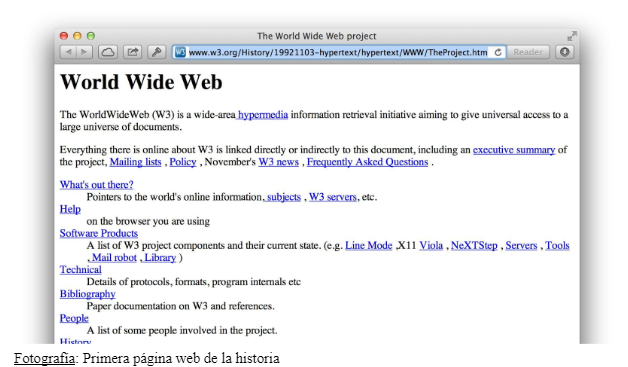 The World Wide Web project
www.w3.org/History/19921103-hypertext/hypertext/WWW/TheProject.htm
Reader
World Wide Web
The WorldWideWeb (W3) is a wide-area hypermedia information retrieval initiative aiming to give universal access to a
large universe of documents.
Everything there is online about W3 is linked directly or indirectly to this document, including an executive summary of
the project, Mailing lists , Policy , November's W3 news , Frequently Asked Questions .
What's out there?
Pointers to the world's online information, subjects , W3 servers, etc.
Help
on the browser you are using
Software Products
A list of W3 project components and their current state. (e.g. Line Mode ,X11 Viola , NeXTStep , Servers , Tools
, Mail robot , Library )
Technical
Details of protocols, formats, program internals etc
Bibliography
Paper documentation on W3 and references.
People
A list of some people involved in the project.
History
Fotografía: Primera página web de la historia